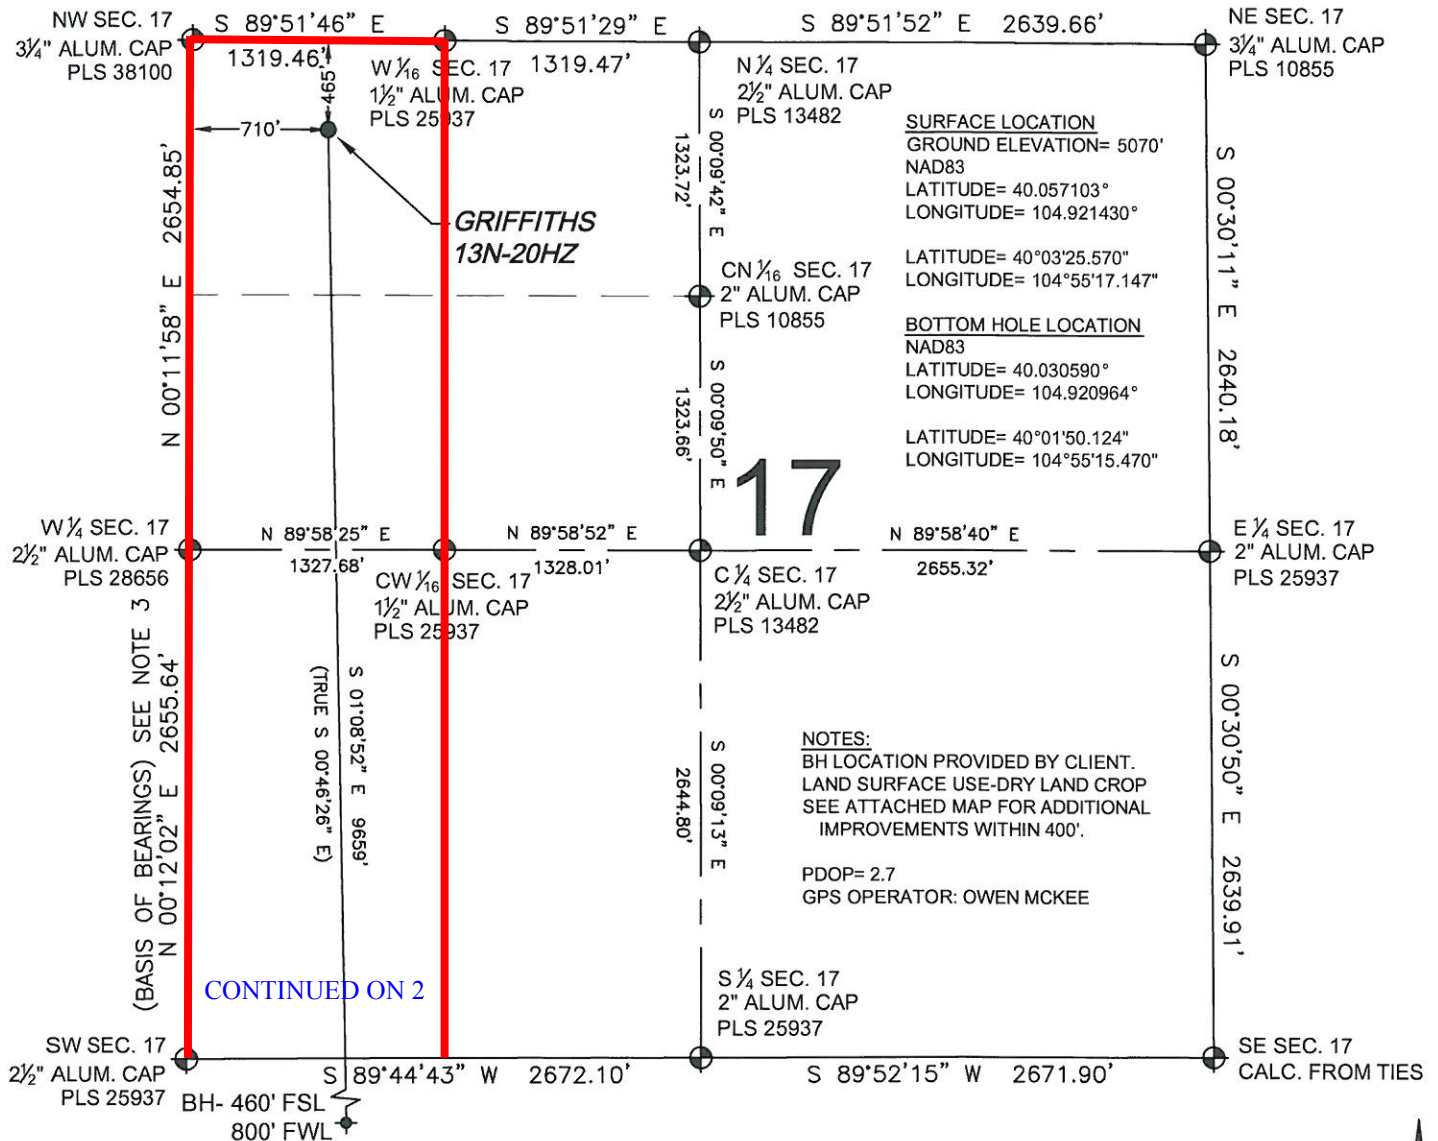 NW SEC. 17
3¼" ALUM. CAP
PLS 38100
S 89°51'46" E
1319.46'
S 89°51'29" E
1319.47'
S 89°51'52" E 2639.66'
NE SEC. 17
3¼" ALUM. CAP
PLS 10855
W 1/16 SEC. 17
1½" ALUM. CAP
PLS 25937
N ¼ SEC. 17
2½" ALUM. CAP
PLS 13482
465'
710'
GRIFFITHS
13N-20HZ
N 00°11'58" E 2654.85'
S 00°09'42" E
1323.72'
SURFACE LOCATION
GROUND ELEVATION= 5070'
NAD83
LATITUDE= 40.057103°
LONGITUDE= 104.921430°
LATITUDE= 40°03'25.570"
LONGITUDE= 104°55'17.147"
BOTTOM HOLE LOCATION
NAD83
LATITUDE= 40.030590°
LONGITUDE= 104.920964°
LATITUDE= 40°01'50.124"
LONGITUDE= 104°55'15.470"
S 00°30'11" E 2640.18'
CN 1/16 SEC. 17
2" ALUM. CAP
PLS 10855
S 00°09'50" E
1323.66'
17
W ¼ SEC. 17
2½" ALUM. CAP
PLS 28656
N 89°58'25" E
1327.68'
N 89°58'52" E
1328.01'
N 89°58'40" E
2655.32'
E ¼ SEC. 17
2" ALUM. CAP
PLS 25937
CW 1/16 SEC. 17
1½" ALUM. CAP
PLS 25937
C ¼ SEC. 17
2½" ALUM. CAP
PLS 13482
(BASIS OF BEARINGS) SEE NOTE 3
N 00°12'02" E 2655.64'
S 01°08'52" E 9659'
(TRUE S 00°46'26" E)
S 00°09'13" E
2644.80'
NOTES:
BH LOCATION PROVIDED BY CLIENT.
LAND SURFACE USE-DRY LAND CROP
SEE ATTACHED MAP FOR ADDITIONAL
IMPROVEMENTS WITHIN 400'.
PDOP= 2.7
GPS OPERATOR: OWEN MCKEE
S 00°30'50" E 2639.91'
CONTINUED ON 2
S ¼ SEC. 17
2" ALUM. CAP
PLS 25937
SW SEC. 17
2½" ALUM. CAP
PLS 25937
S 89°44'43" W 2672.10'
S 89°52'15" W 2671.90'
SE SEC. 17
CALC. FROM TIES
BH- 460' FSL
800' FWL